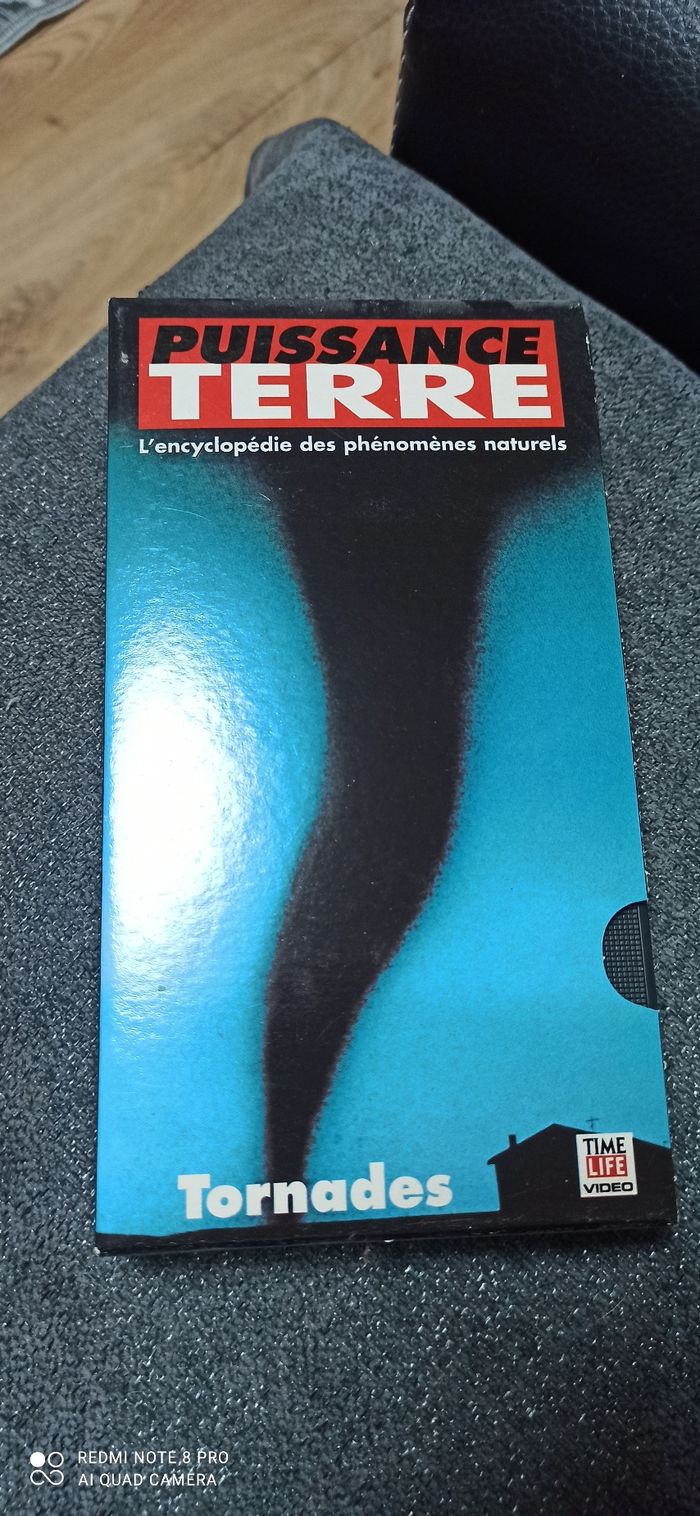 PUISSANCE
TERRE
L'encyclopédie des phénomènes naturels
Tornades
TIME
LIFE
VIDEO
REDMI NOTE 8 PRO
AI QUAD CAMERA